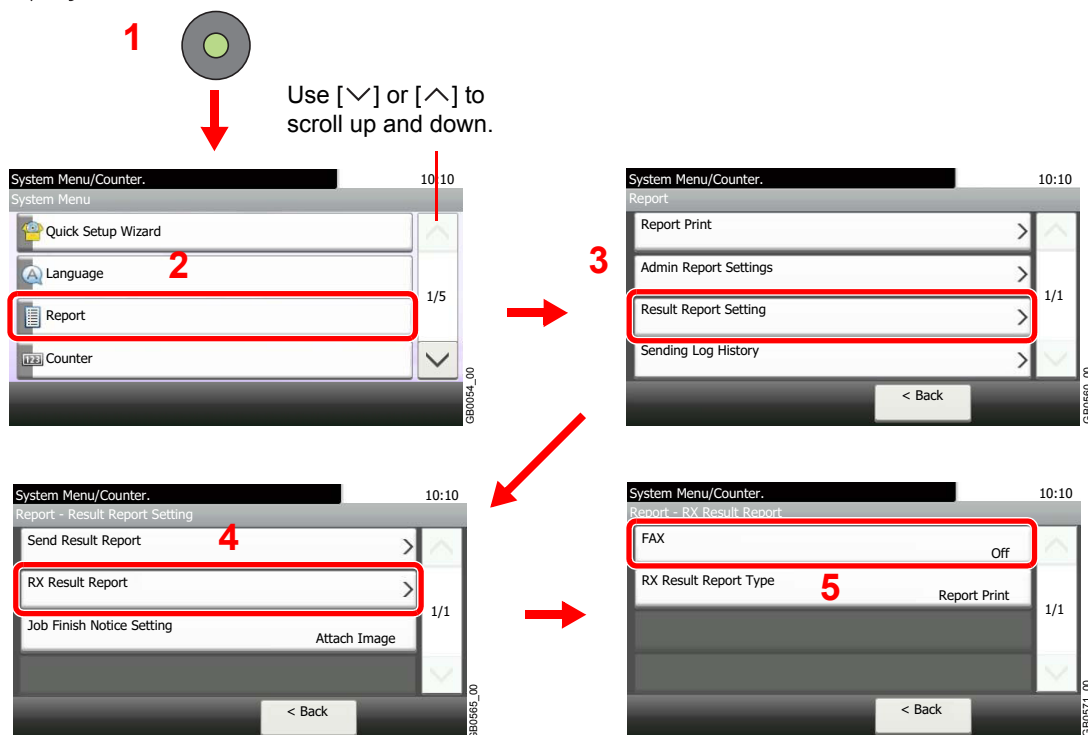 1
Use [∨] or [∧] to
scroll up and down.
System Menu/Counter.
10:10
System Menu
Quick Setup Wizard
Language
2
Report
1/5
Counter
GB0054_00
System Menu/Counter.
10:10
Report
Report Print
3
Admin Report Settings
Result Report Setting
1/1
Sending Log History
< Back
GB0560_00
System Menu/Counter.
10:10
Report - Result Report Setting
4
Send Result Report
RX Result Report
1/1
Job Finish Notice Setting
Attach Image
< Back
GB0565_00
System Menu/Counter.
10:10
Report - RX Result Report
FAX
Off
RX Result Report Type
5
Report Print
1/1
< Back
GB0571_00